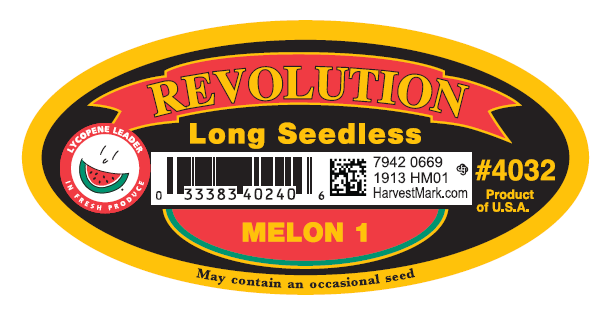 REVOLUTION
Long Seedless
LYCOPENE LEADER
IN FRESH PRODUCE
0 33383 40240 6
7942 0669
1913 HM01
HarvestMark.com
#4032
Product
of U.S.A.
MELON 1
May contain an occasional seed